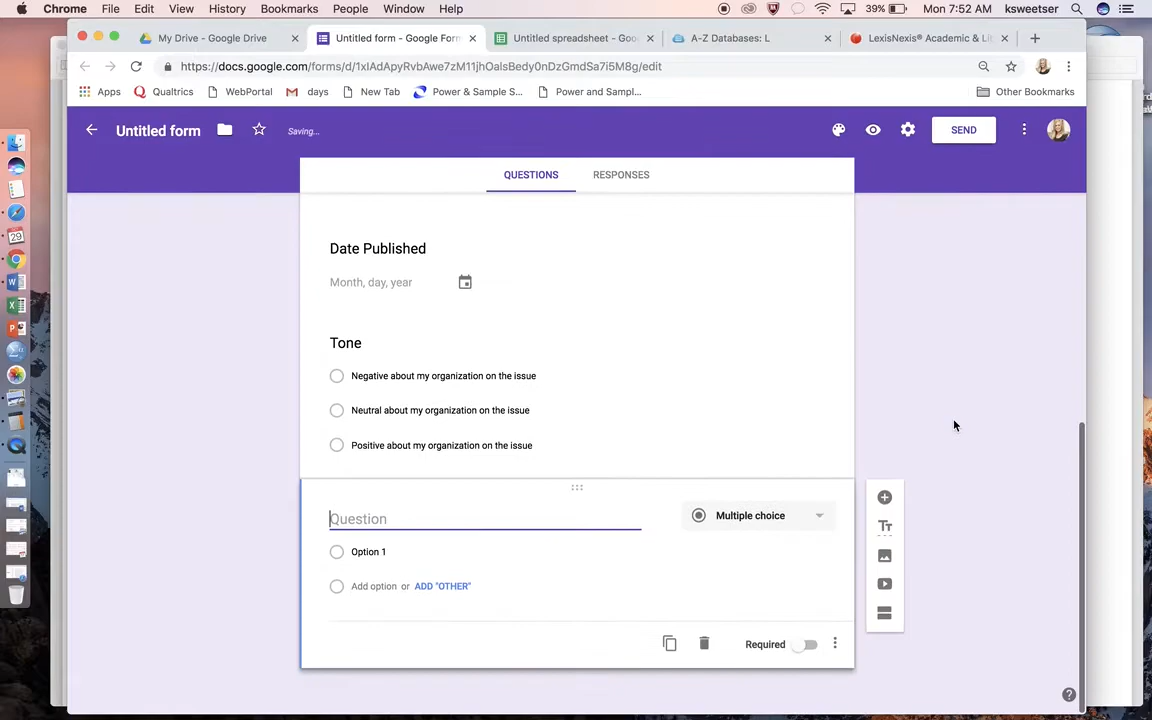 Chrome File Edit View History Bookmarks People Window Help 39% Mon 7:52 AM ksweetser
My Drive - Google Drive Untitled form - Google Form Untitled spreadsheet - Goo A-Z Databases: L LexisNexis® Academic & Li
https://docs.google.com/forms/d/1xIAdApyRvbAwe7zM11jhOalsBedy0nDzGmdSa7i5M8g/edit
Apps Qualtrics WebPortal days New Tab Power & Sample S... Power and Sampl... Other Bookmarks
Untitled form Saving... SEND
QUESTIONS RESPONSES
Date Published
Month, day, year
Tone
Negative about my organization on the issue
Neutral about my organization on the issue
Positive about my organization on the issue
Question Multiple choice
Option 1
Add option or ADD "OTHER"
Required